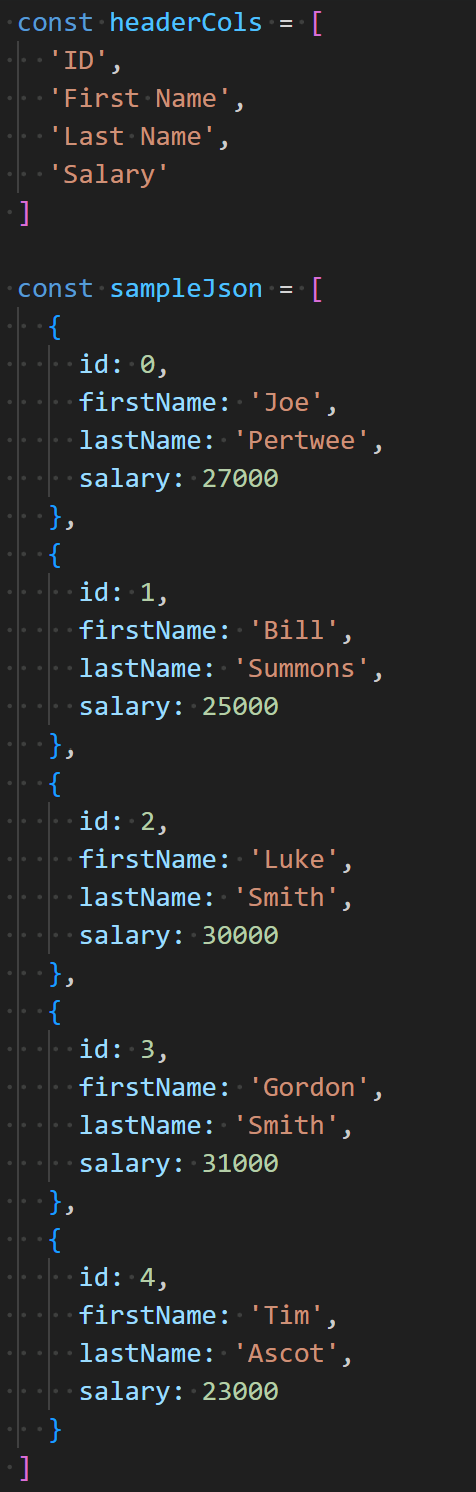 const headerCols = [
'ID',
'First Name',
'Last Name',
'Salary'
]
const sampleJson = [
{
id: 0,
firstName: 'Joe',
lastName: 'Pertwee',
salary: 27000
},
{
id: 1,
firstName: 'Bill',
lastName: 'Summons',
salary: 25000
},
{
id: 2,
firstName: 'Luke',
lastName: 'Smith',
salary: 30000
},
{
id: 3,
firstName: 'Gordon',
lastName: 'Smith',
salary: 31000
},
{
id: 4,
firstName: 'Tim',
lastName: 'Ascot',
salary: 23000
}
]